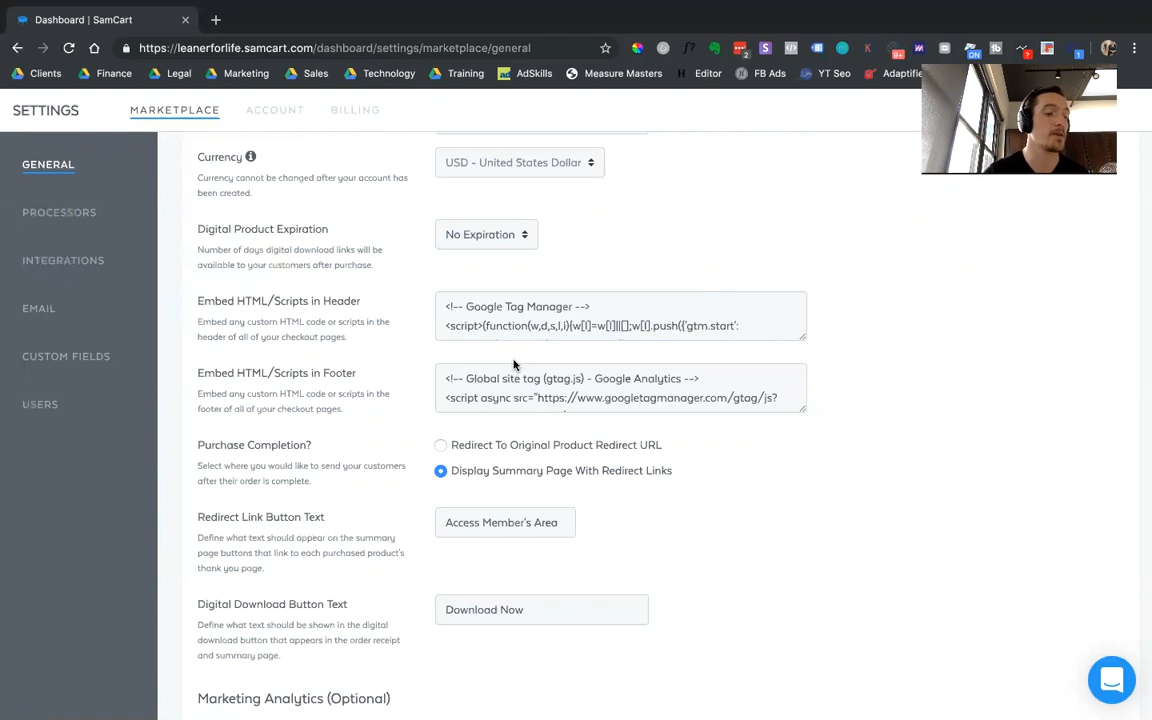 Dashboard | SamCart
https://leanerforlife.samcart.com/dashboard/settings/marketplace/general
Clients
Finance
Legal
Marketing
Sales
Technology
Training
AdSkills
Measure Masters
Editor
FB Ads
YT Seo
Adaptifie
SETTINGS
MARKETPLACE
ACCOUNT
BILLING
GENERAL
PROCESSORS
INTEGRATIONS
EMAIL
CUSTOM FIELDS
USERS
Currency
Currency cannot be changed after your account has
been created.
USD - United States Dollar
Digital Product Expiration
Number of days digital download links will be
available to your customers after purchase.
No Expiration
Embed HTML/Scripts in Header
Embed any custom HTML code or scripts in the
header of all of your checkout pages.
<!-- Google Tag Manager -->
<script>(function(w,d,s,l,i){w[l]=w[l]||[];w[l].push({'gtm.start':
Embed HTML/Scripts in Footer
Embed any custom HTML code or scripts in the
footer of all of your checkout pages.
<!-- Global site tag (gtag.js) - Google Analytics -->
<script async src="https://www.googletagmanager.com/gtag/js?
Purchase Completion?
Select where you would like to send your customers
after their order is complete.
Redirect To Original Product Redirect URL
Display Summary Page With Redirect Links
Redirect Link Button Text
Define what text should appear on the summary
page buttons that link to each purchased product's
thank you page.
Access Member's Area
Digital Download Button Text
Define what text should be shown in the digital
download button that appears in the order receipt
and summary page.
Download Now
Marketing Analytics (Optional)